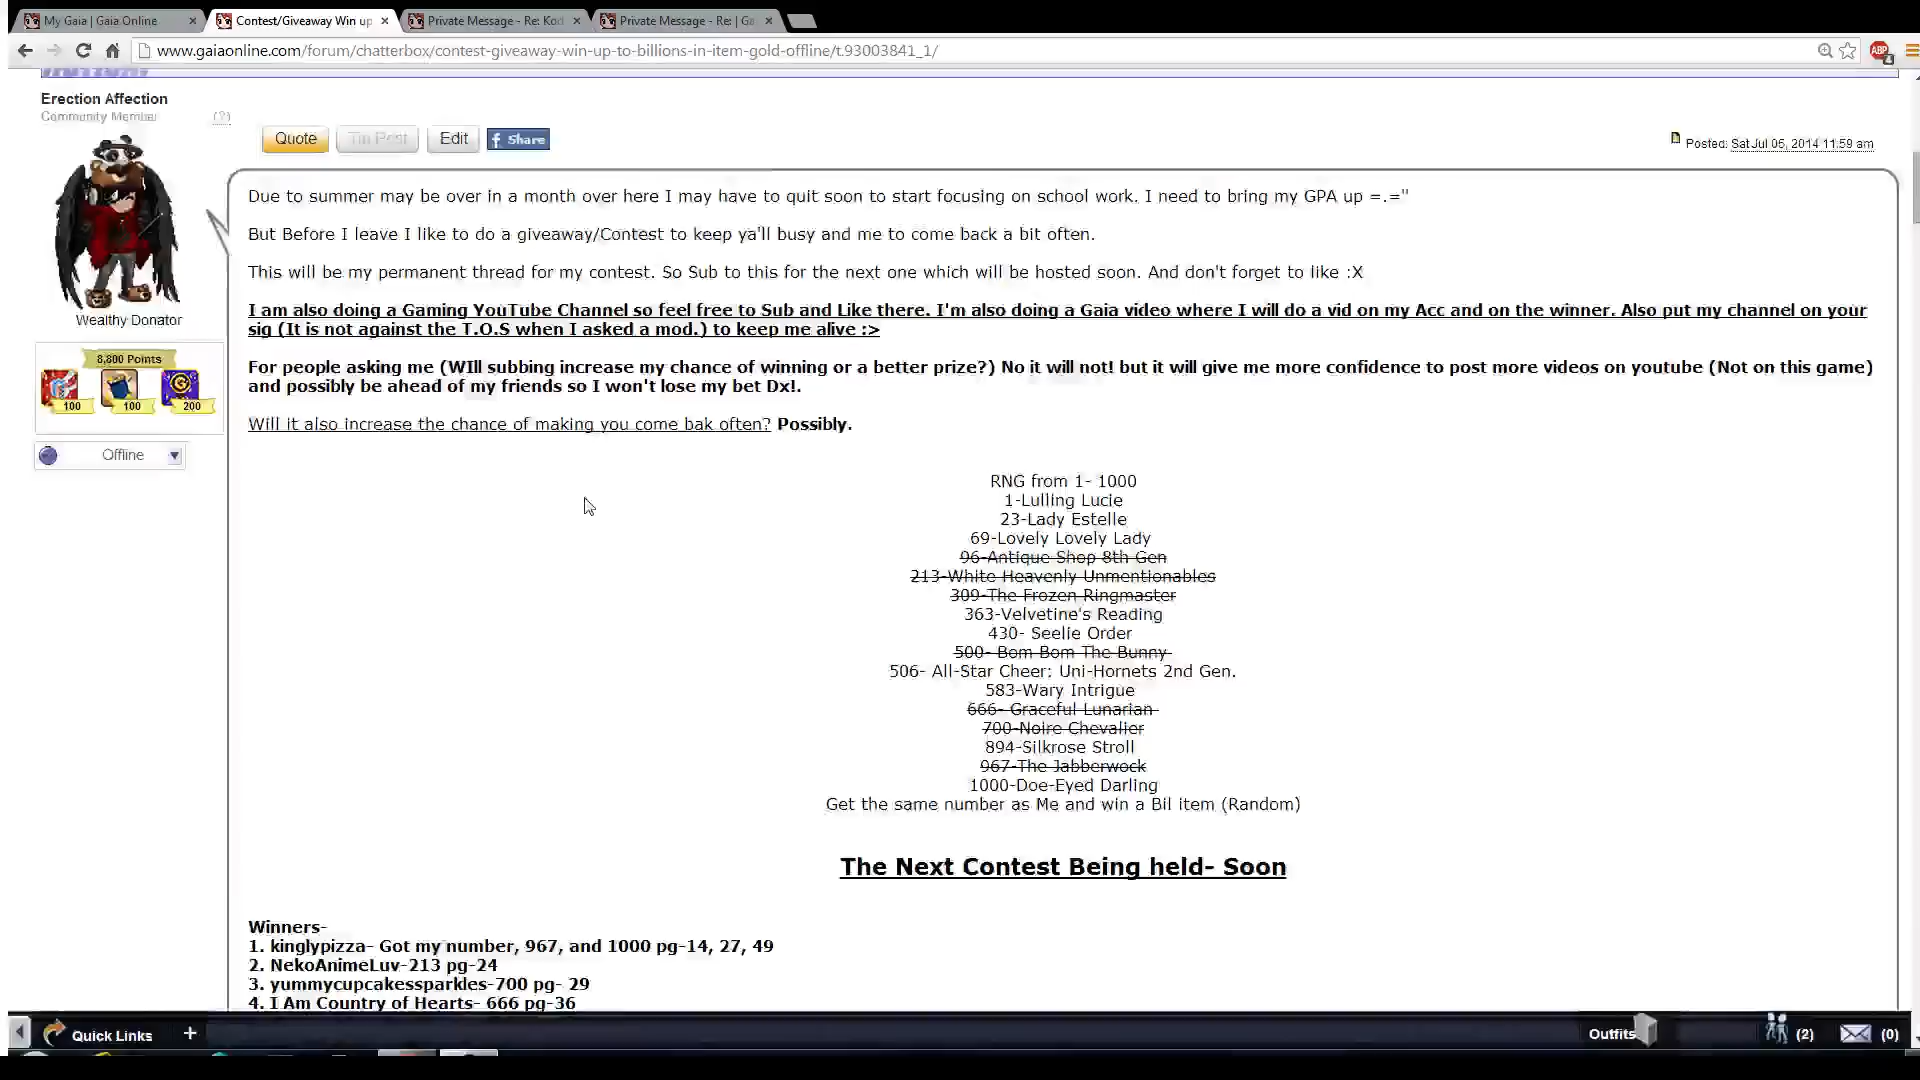 My Gaia | Gaia Online
Contest/Giveaway Win up
Private Message - Re: Kod
Private Message - Re: | Ga
www.gaiaonline.com/forum/chatterbox/contest-giveaway-win-up-to-billions-in-item-gold-offline/t.93003841_1/
ABP
Erection Affection
Community Member
(?)
Quote
Tip Post
Edit
f Share
Posted: Sat Jul 05, 2014 11:59 am
Wealthy Donator
8,800 Points
100
100
200
Offline
Due to summer may be over in a month over here I may have to quit soon to start focusing on school work. I need to bring my GPA up =.="
But Before I leave I like to do a giveaway/Contest to keep ya'll busy and me to come back a bit often.
This will be my permanent thread for my contest. So Sub to this for the next one which will be hosted soon. And don't forget to like :X
I am also doing a Gaming YouTube Channel so feel free to Sub and Like there. I'm also doing a Gaia video where I will do a vid on my Acc and on the winner. Also put my channel on your
sig (It is not against the T.O.S when I asked a mod.) to keep me alive :>
For people asking me (WIll subbing increase my chance of winning or a better prize?) No it will not! but it will give me more confidence to post more videos on youtube (Not on this game)
and possibly be ahead of my friends so I won't lose my bet Dx!.
Will it also increase the chance of making you come bak often? Possibly.
RNG from 1- 1000
1-Lulling Lucie
23-Lady Estelle
69-Lovely Lovely Lady
96-Antique Shop 8th Gen
213-White Heavenly Unmentionables
309-The Frozen Ringmaster
363-Velvetine's Reading
430- Seelie Order
500- Bom Bom The Bunny
506- All-Star Cheer: Uni-Hornets 2nd Gen.
583-Wary Intrigue
666- Graceful Lunarian
700-Noire Chevalier
894-Silkrose Stroll
967-The Jabberwock
1000-Doe-Eyed Darling
Get the same number as Me and win a Bil item (Random)
The Next Contest Being held- Soon
Winners-
1. kinglypizza- Got my number, 967, and 1000 pg-14, 27, 49
2. NekoAnimeLuv-213 pg-24
3. yummycupcakessparkles-700 pg- 29
4. I Am Country of Hearts- 666 pg-36
Quick Links
+
Outfits
(2)
(0)